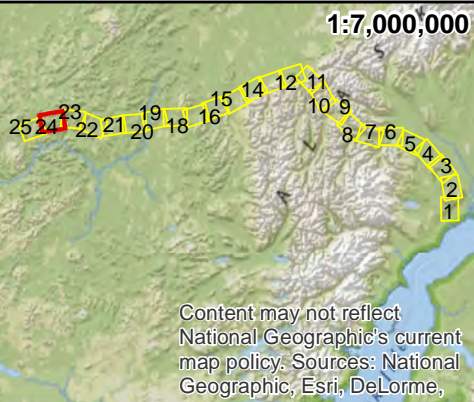 1:7,000,000
25 24 23 22 21 20 19 18 16 15 14 12 11 10 9 8 7 6 5 4 3 2 1
S
A
L
A
Content may not reflect
National Geographic's current
map policy. Sources: National
Geographic, Esri, DeLorme,